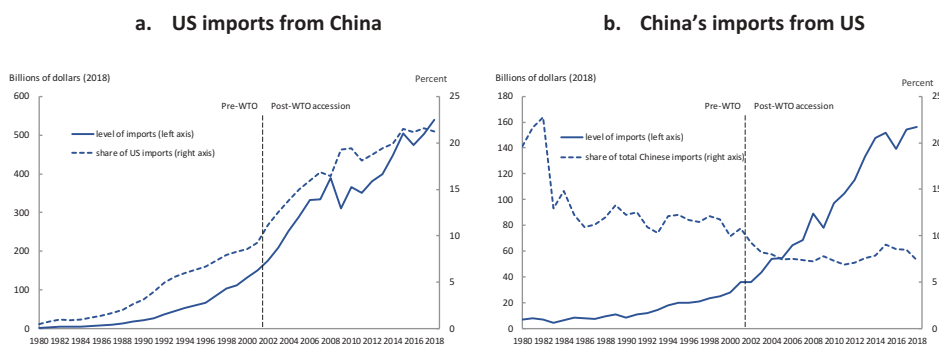 a. US imports from China
Billions of dollars (2018)
Percent
600
500
400
300
200
100
0
25
20
15
10
5
0
Pre-WTO
Post-WTO accession
level of imports (left axis)
share of US imports (right axis)
1980 1982 1984 1986 1988 1990 1992 1994 1996 1998 2000 2002 2004 2006 2008 2010 2012 2014 2016 2018
b. China's imports from US
Billions of dollars (2018)
Percent
180
160
140
120
100
80
60
40
20
0
25
20
15
10
5
0
Pre-WTO
Post-WTO accession
level of imports (left axis)
share of total Chinese imports (right axis)
1980 1982 1984 1986 1988 1990 1992 1994 1996 1998 2000 2002 2004 2006 2008 2010 2012 2014 2016 2018